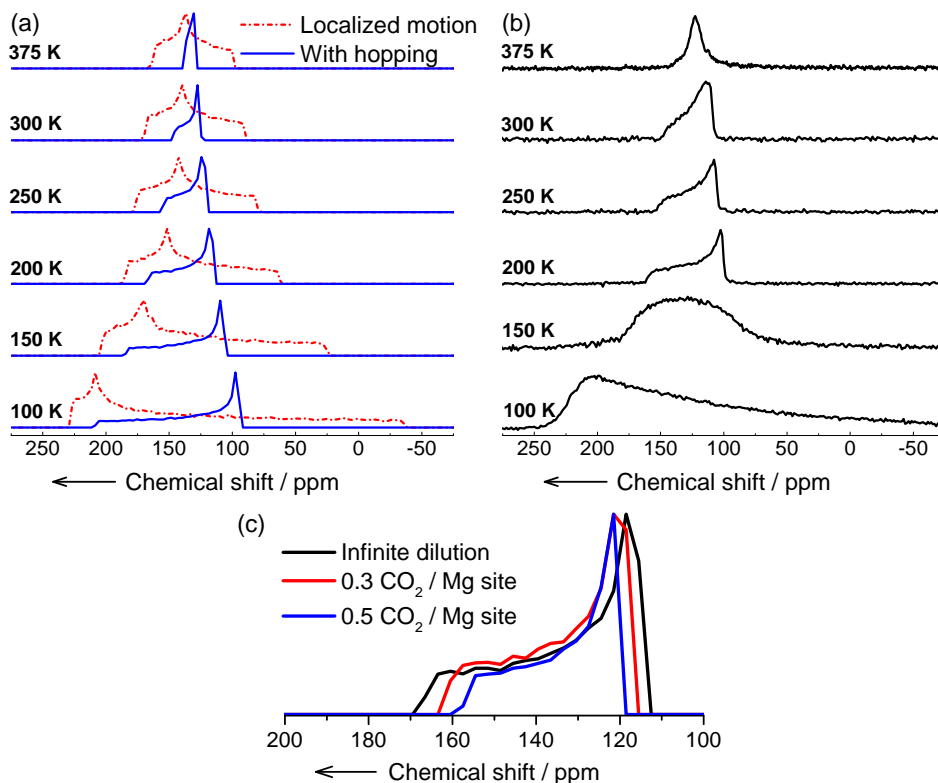 (a)
Localized motion
With hopping
375 K
300 K
250 K
200 K
150 K
100 K
250 200 150 100 50 0 -50
← Chemical shift / ppm
(b)
375 K
300 K
250 K
200 K
150 K
100 K
250 200 150 100 50 0 -50
← Chemical shift / ppm
(c)
Infinite dilution
0.3 CO₂ / Mg site
0.5 CO₂ / Mg site
200 180 160 140 120 100
← Chemical shift / ppm